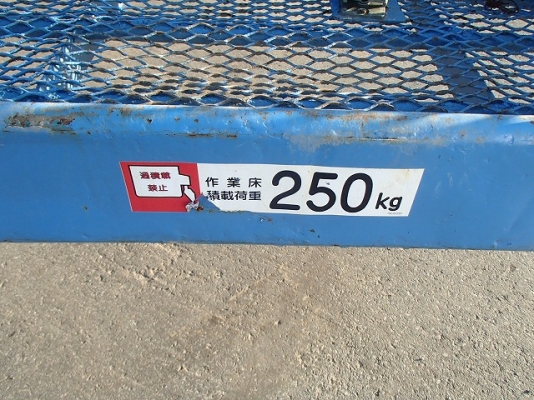 過積載
禁止
作業床
積載荷重
250kg